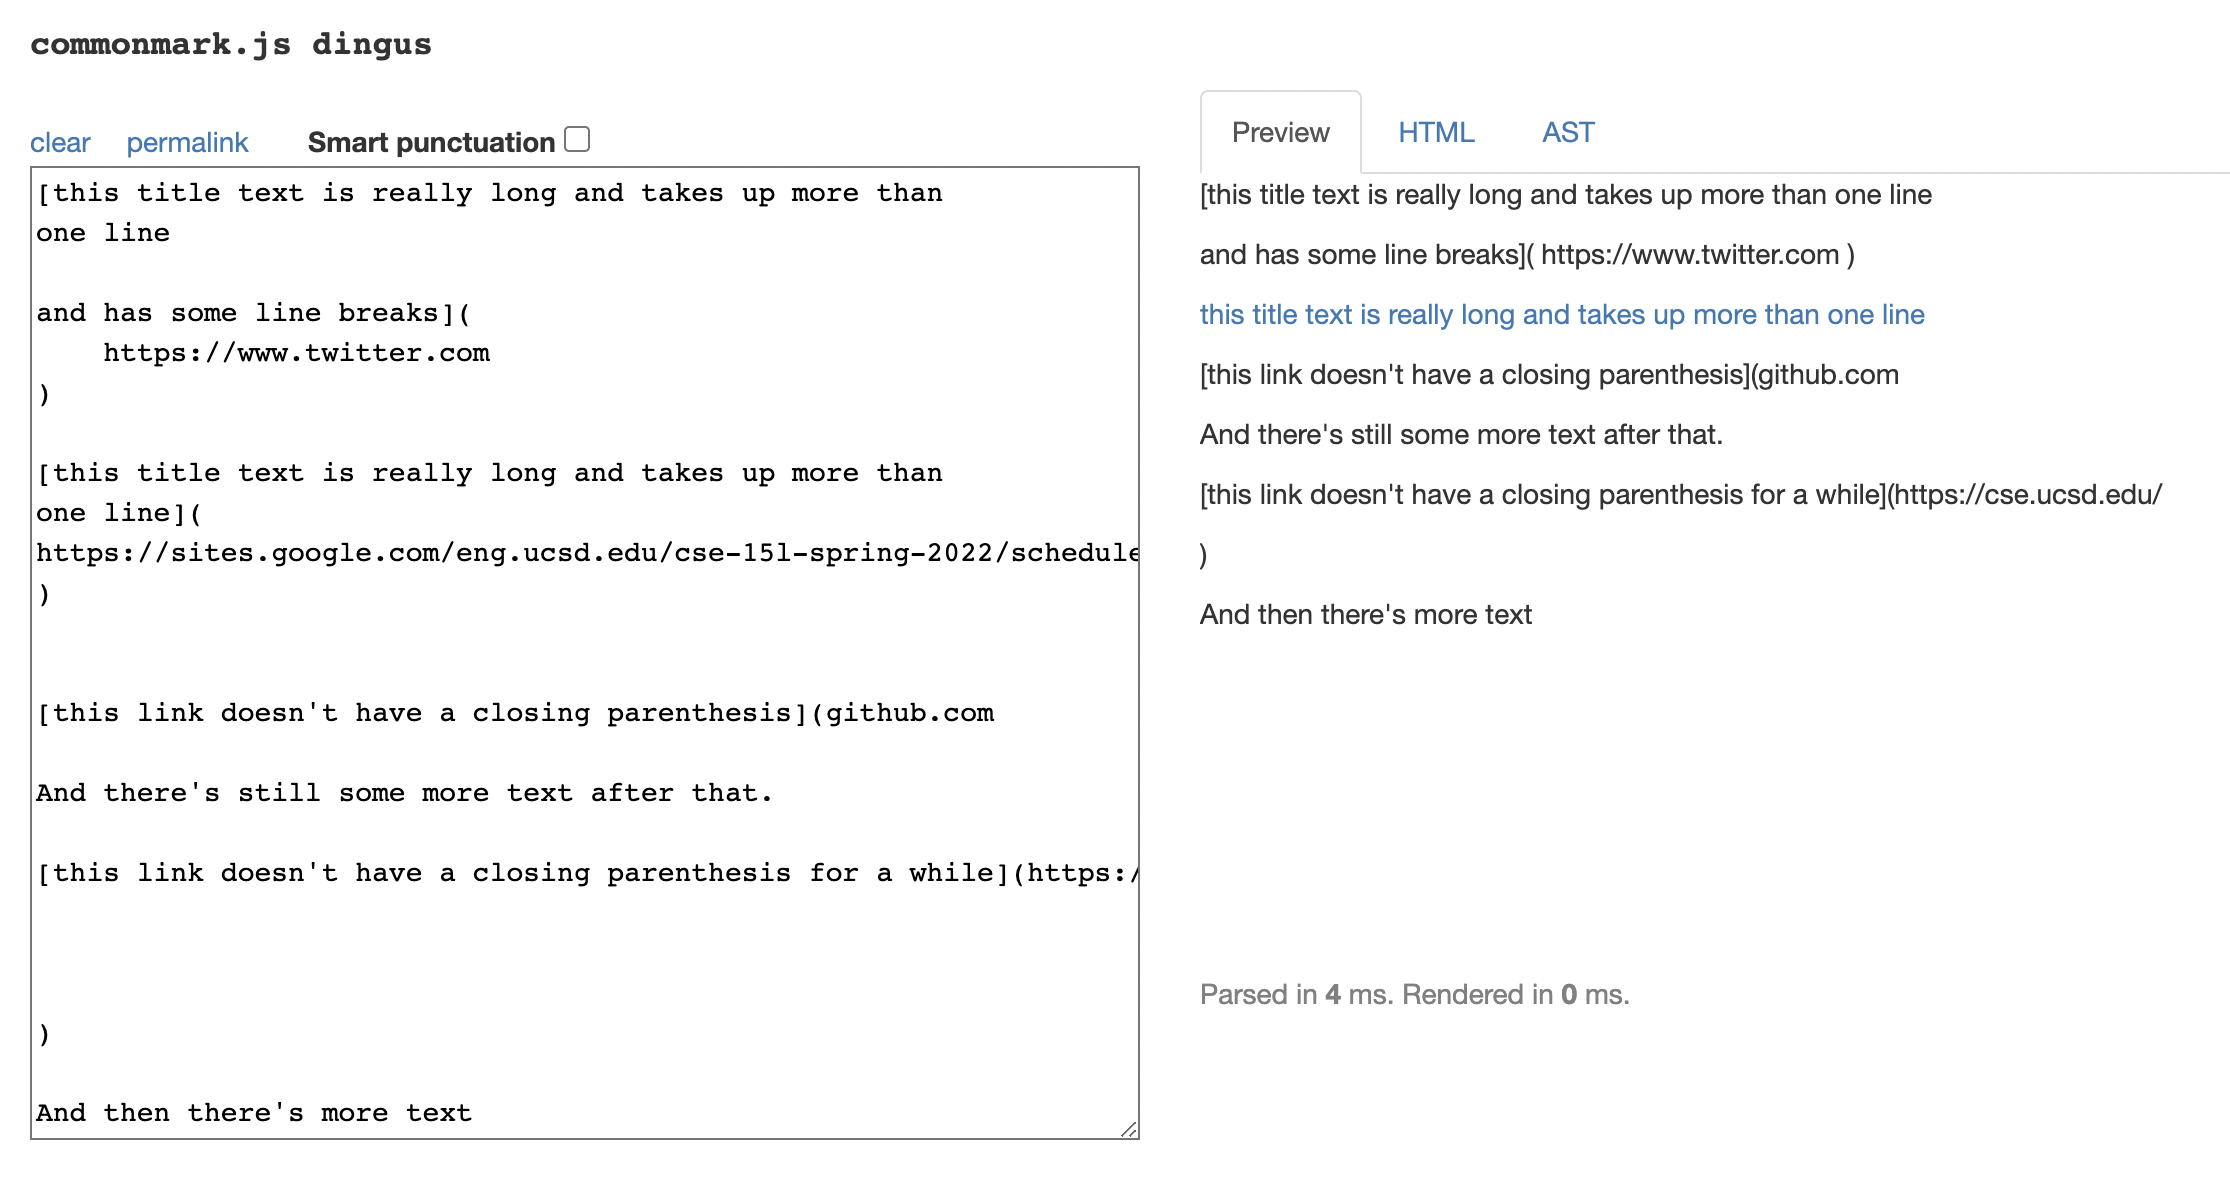 commonmark.js dingus
clear permalink Smart punctuation
[this title text is really long and takes up more than
one line
and has some line breaks](
https://www.twitter.com
)
[this title text is really long and takes up more than
one line](
https://sites.google.com/eng.ucsd.edu/cse-15l-spring-2022/schedule
)
[this link doesn't have a closing parenthesis](github.com
And there's still some more text after that.
[this link doesn't have a closing parenthesis for a while](https:/
)
And then there's more text
Preview HTML AST
[this title text is really long and takes up more than one line
and has some line breaks]( https://www.twitter.com )
this title text is really long and takes up more than one line
[this link doesn't have a closing parenthesis](github.com
And there's still some more text after that.
[this link doesn't have a closing parenthesis for a while](https://cse.ucsd.edu/
)
And then there's more text
Parsed in 4 ms. Rendered in 0 ms.